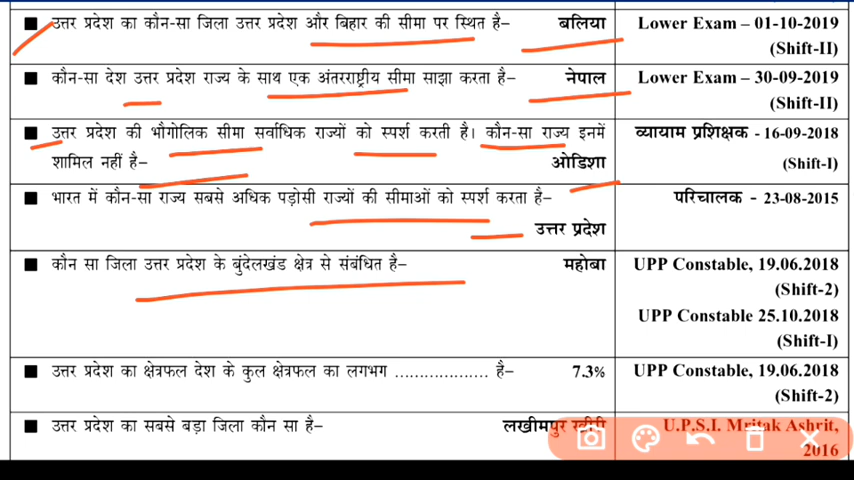 ■ उत्तर प्रदेश का कौन-सा जिला उत्तर प्रदेश और बिहार की सीमा पर स्थित है– बलिया Lower Exam – 01-10-2019
(Shift-II)
■ कौन-सा देश उत्तर प्रदेश राज्य के साथ एक अंतरराष्ट्रीय सीमा साझा करता है– नेपाल Lower Exam – 30-09-2019
(Shift-II)
■ उत्तर प्रदेश की भौगोलिक सीमा सर्वाधिक राज्यों को स्पर्श करती है। कौन-सा राज्य इनमें व्यायाम प्रशिक्षक - 16-09-2018
शामिल नहीं है– ओडिशा (Shift-I)
■ भारत में कौन-सा राज्य सबसे अधिक पड़ोसी राज्यों की सीमाओं को स्पर्श करता है– परिचालक - 23-08-2015
उत्तर प्रदेश
■ कौन सा जिला उत्तर प्रदेश के बुंदेलखंड क्षेत्र से संबंधित है– महोबा UPP Constable, 19.06.2018
(Shift-2)
UPP Constable 25.10.2018
(Shift-I)
■ उत्तर प्रदेश का क्षेत्रफल देश के कुल क्षेत्रफल का लगभग ................... है– 7.3% UPP Constable, 19.06.2018
(Shift-2)
■ उत्तर प्रदेश का सबसे बड़ा जिला कौन सा है– लखीमपुर खीरी U.P.S.I. Mritak Ashrit,
2016